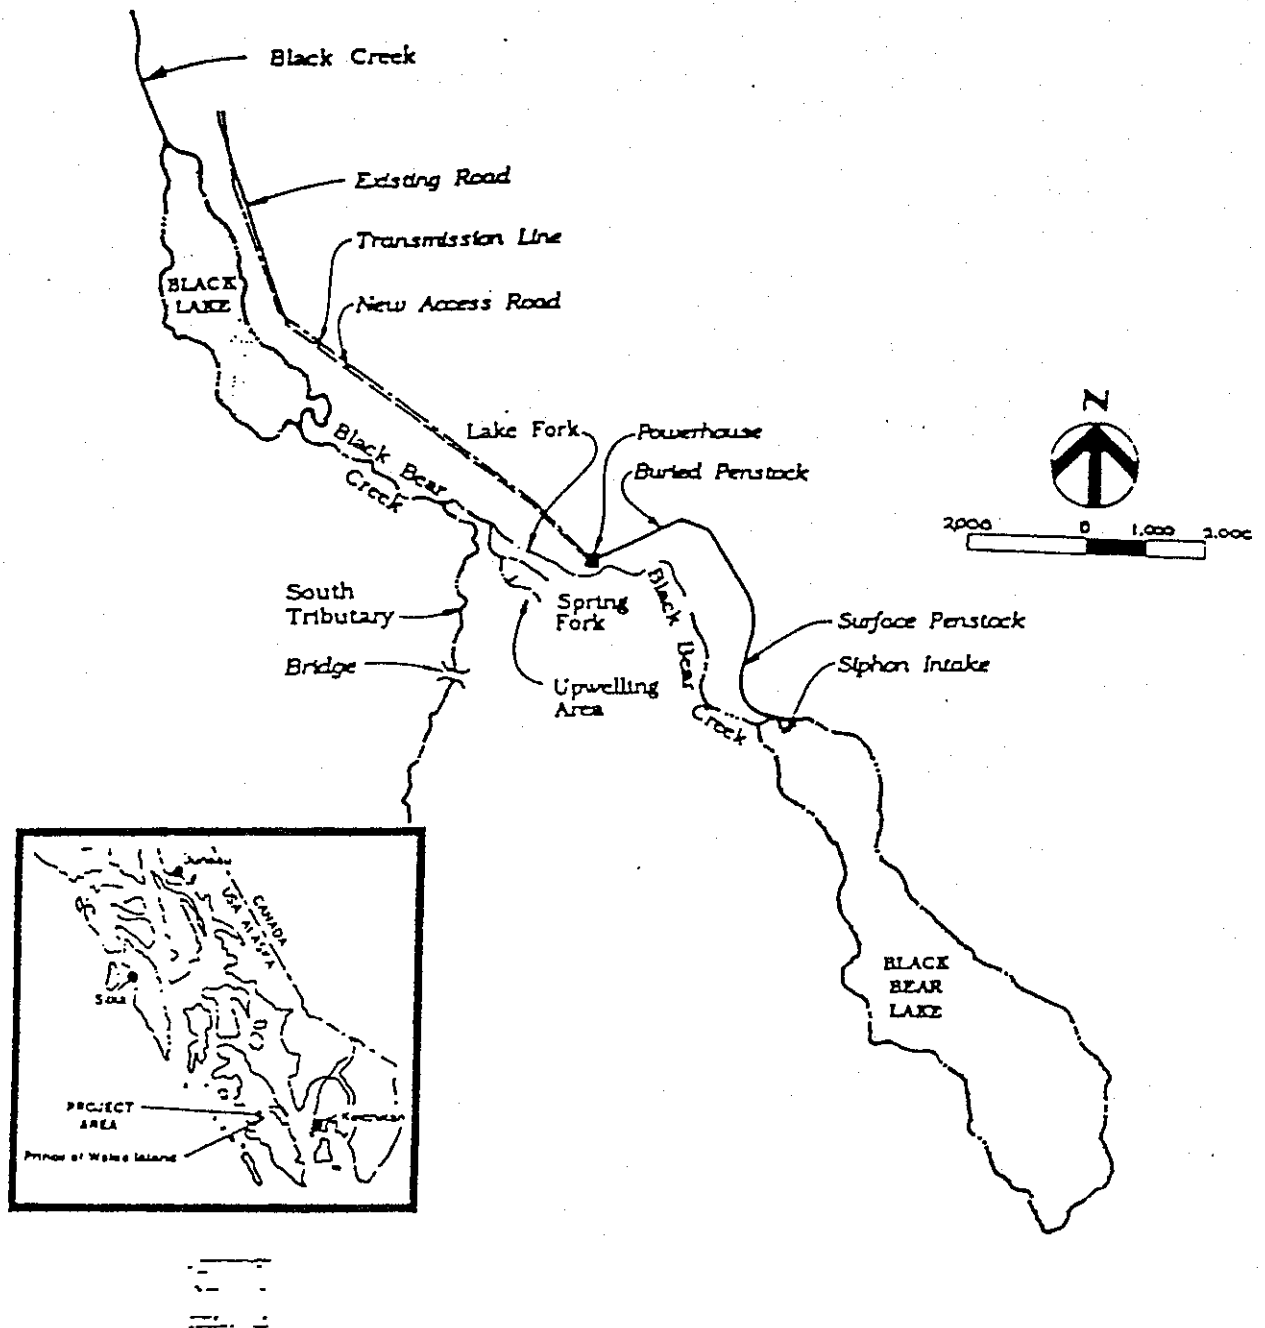 Black Creek
Existing Road
Transmission Line
New Access Road
BLACK
LAKE
N
Lake Fork
Powerhouse
Black Bear
Creek
Buried Penstock
2,000 0 1,000 2,000
South
Tributary
Spring
Fork
Black Bear
Creek
Surface Penstock
Bridge
Siphon Intake
Upwelling
Area
BLACK
BEAR
LAKE
Juneau
CANADA
USA ALASKA
PROJECT
AREA
Ketchikan
Prince of Wales Island